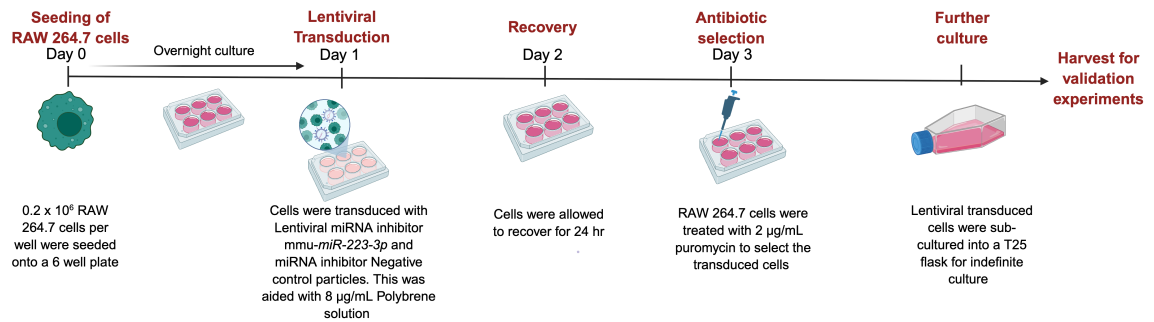 Seeding of
RAW 264.7 cells
Day 0
Overnight culture
Lentiviral
Transduction
Day 1
Recovery
Day 2
Antibiotic
selection
Day 3
Further
culture
Harvest for
validation
experiments
0.2 x 10⁶ RAW
264.7 cells per
well were seeded
onto a 6 well plate
Cells were transduced with
Lentiviral miRNA inhibitor
mmu-miR-223-3p and
miRNA inhibitor Negative
control particles. This was
aided with 8 µg/mL Polybrene
solution
Cells were allowed
to recover for 24 hr
.
RAW 264.7 cells were
treated with 2 µg/mL
puromycin to select the
transduced cells
Lentiviral transduced
cells were sub-
cultured into a T25
flask for indefinite
culture